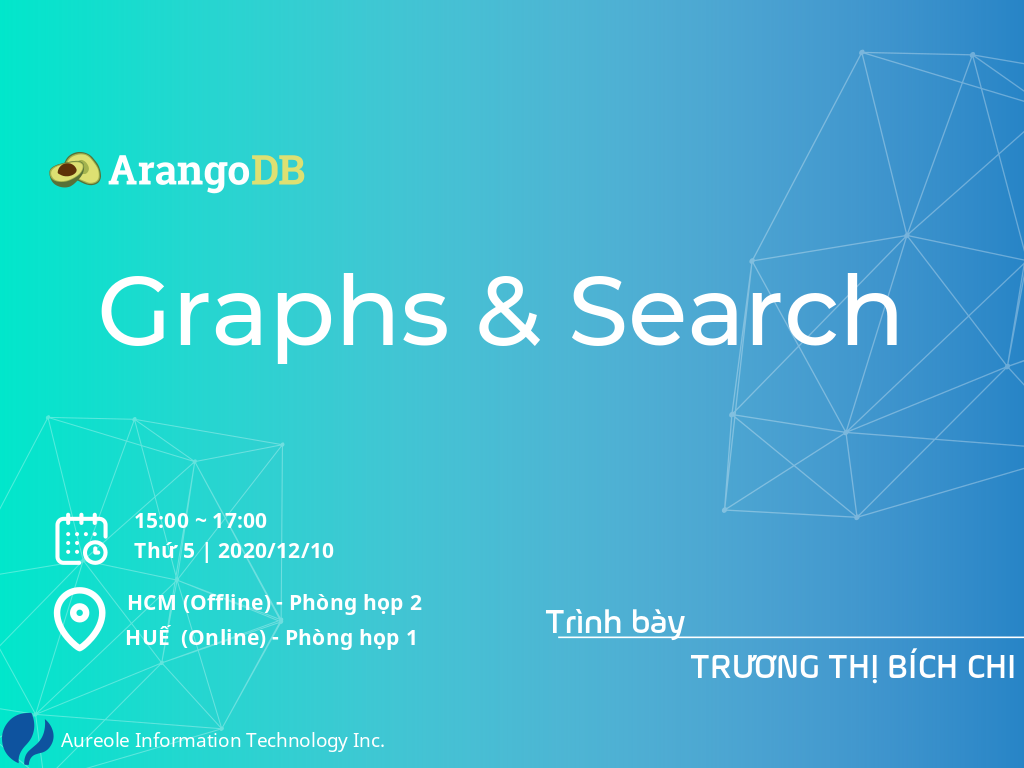 ArangoDB
Graphs & Search
15:00 ~ 17:00
Thứ 5 | 2020/12/10
HCM (Offline) - Phòng họp 2
HUẾ (Online) - Phòng họp 1
Trình bày
TRƯƠNG THỊ BÍCH CHI
Aureole Information Technology Inc.